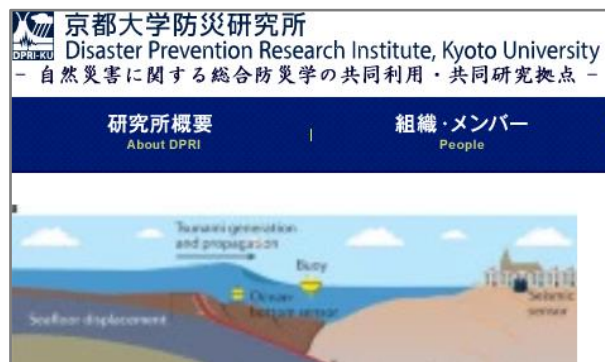 京都大学防災研究所
DPRI-KU
Disaster Prevention Research Institute, Kyoto University
- 自然災害に関する総合防災学の共同利用・共同研究拠点 -
研究所概要
About DPRI
組織・メンバー
People
Tsunami generation
and propagation
Buoy
Ocean
bottom sensor
Seismic
sensor
Seafloor displacement